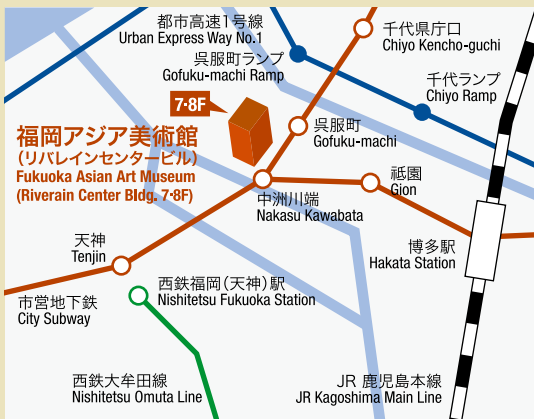 都市高速1号線
Urban Express Way No.1
千代県庁口
Chiyo Kencho-guchi
呉服町ランプ
Gofuku-machi Ramp
千代ランプ
Chiyo Ramp
7・8F
呉服町
Gofuku-machi
福岡アジア美術館
(リバレインセンタービル)
Fukuoka Asian Art Museum
(Riverain Center Bldg. 7・8F)
祇園
Gion
中洲川端
Nakasu Kawabata
天神
Tenjin
博多駅
Hakata Station
西鉄福岡(天神)駅
Nishitetsu Fukuoka Station
市営地下鉄
City Subway
西鉄大牟田線
Nishitetsu Omuta Line
JR 鹿児島本線
JR Kagoshima Main Line